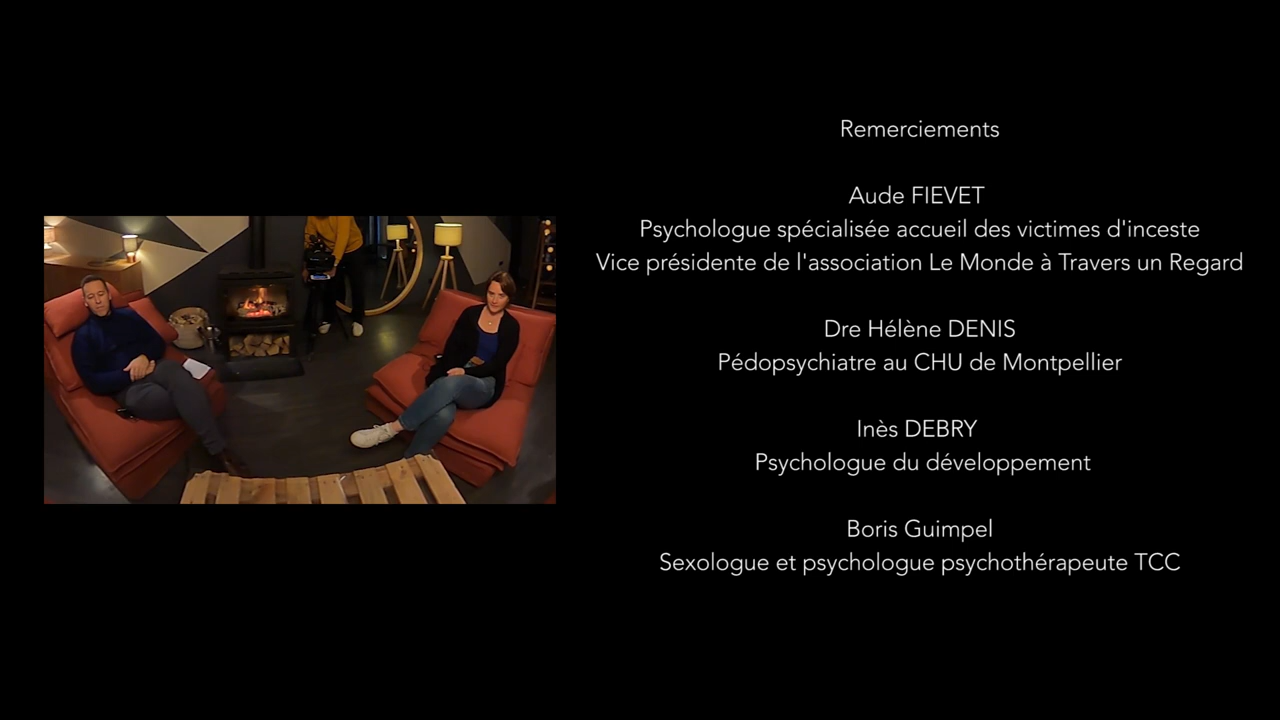 Remerciements
Aude FIEVET
Psychologue spécialisée accueil des victimes d'inceste
Vice présidente de l'association Le Monde à Travers un Regard
Dre Hélène DENIS
Pédopsychiatre au CHU de Montpellier
Inès DEBRY
Psychologue du développement
Boris Guimpel
Sexologue et psychologue psychothérapeute TCC